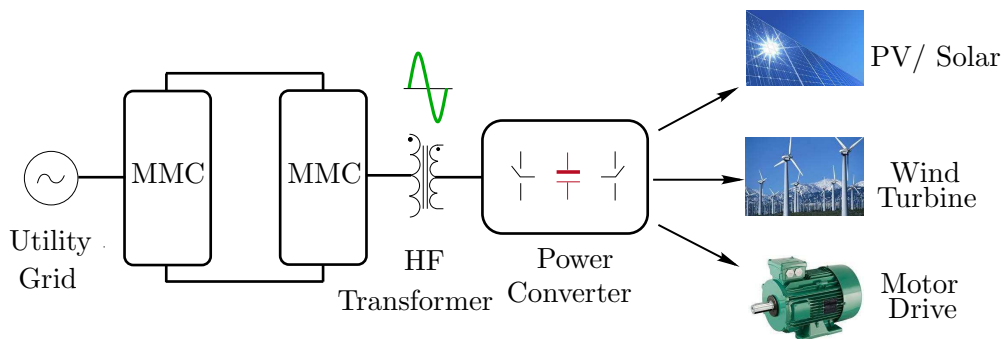 PV/ Solar
MMC
MMC
Wind
Turbine
Utility
Grid
HF
Transformer
Power
Converter
Motor
Drive